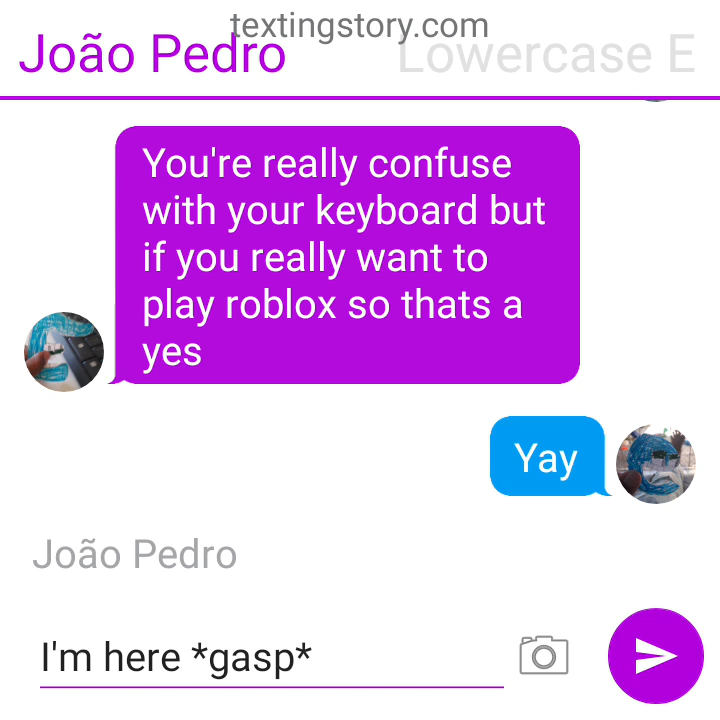 textingstory.com
João Pedro
Lowercase E
You're really confuse
with your keyboard but
if you really want to
play roblox so thats a
yes
Yay
João Pedro
I'm here *gasp*